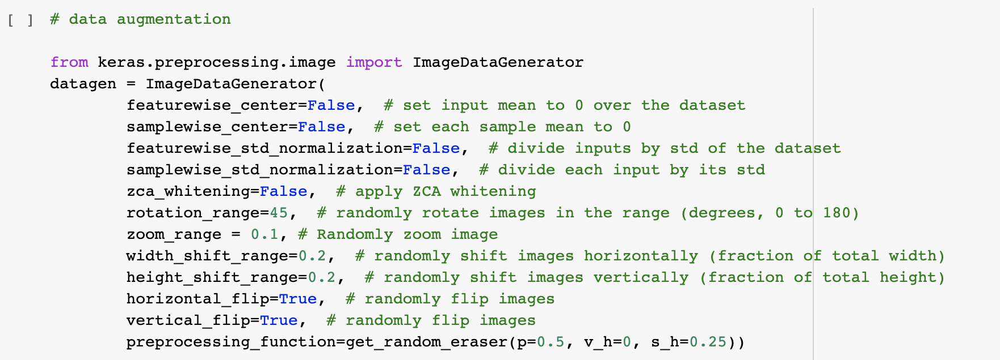 [ ] # data augmentation
from keras.preprocessing.image import ImageDataGenerator
datagen = ImageDataGenerator(
        featurewise_center=False,  # set input mean to 0 over the dataset
        samplewise_center=False,  # set each sample mean to 0
        featurewise_std_normalization=False,  # divide inputs by std of the dataset
        samplewise_std_normalization=False,  # divide each input by its std
        zca_whitening=False,  # apply ZCA whitening
        rotation_range=45,  # randomly rotate images in the range (degrees, 0 to 180)
        zoom_range = 0.1, # Randomly zoom image
        width_shift_range=0.2,  # randomly shift images horizontally (fraction of total width)
        height_shift_range=0.2,  # randomly shift images vertically (fraction of total height)
        horizontal_flip=True,  # randomly flip images
        vertical_flip=True,  # randomly flip images
        preprocessing_function=get_random_eraser(p=0.5, v_h=0, s_h=0.25))